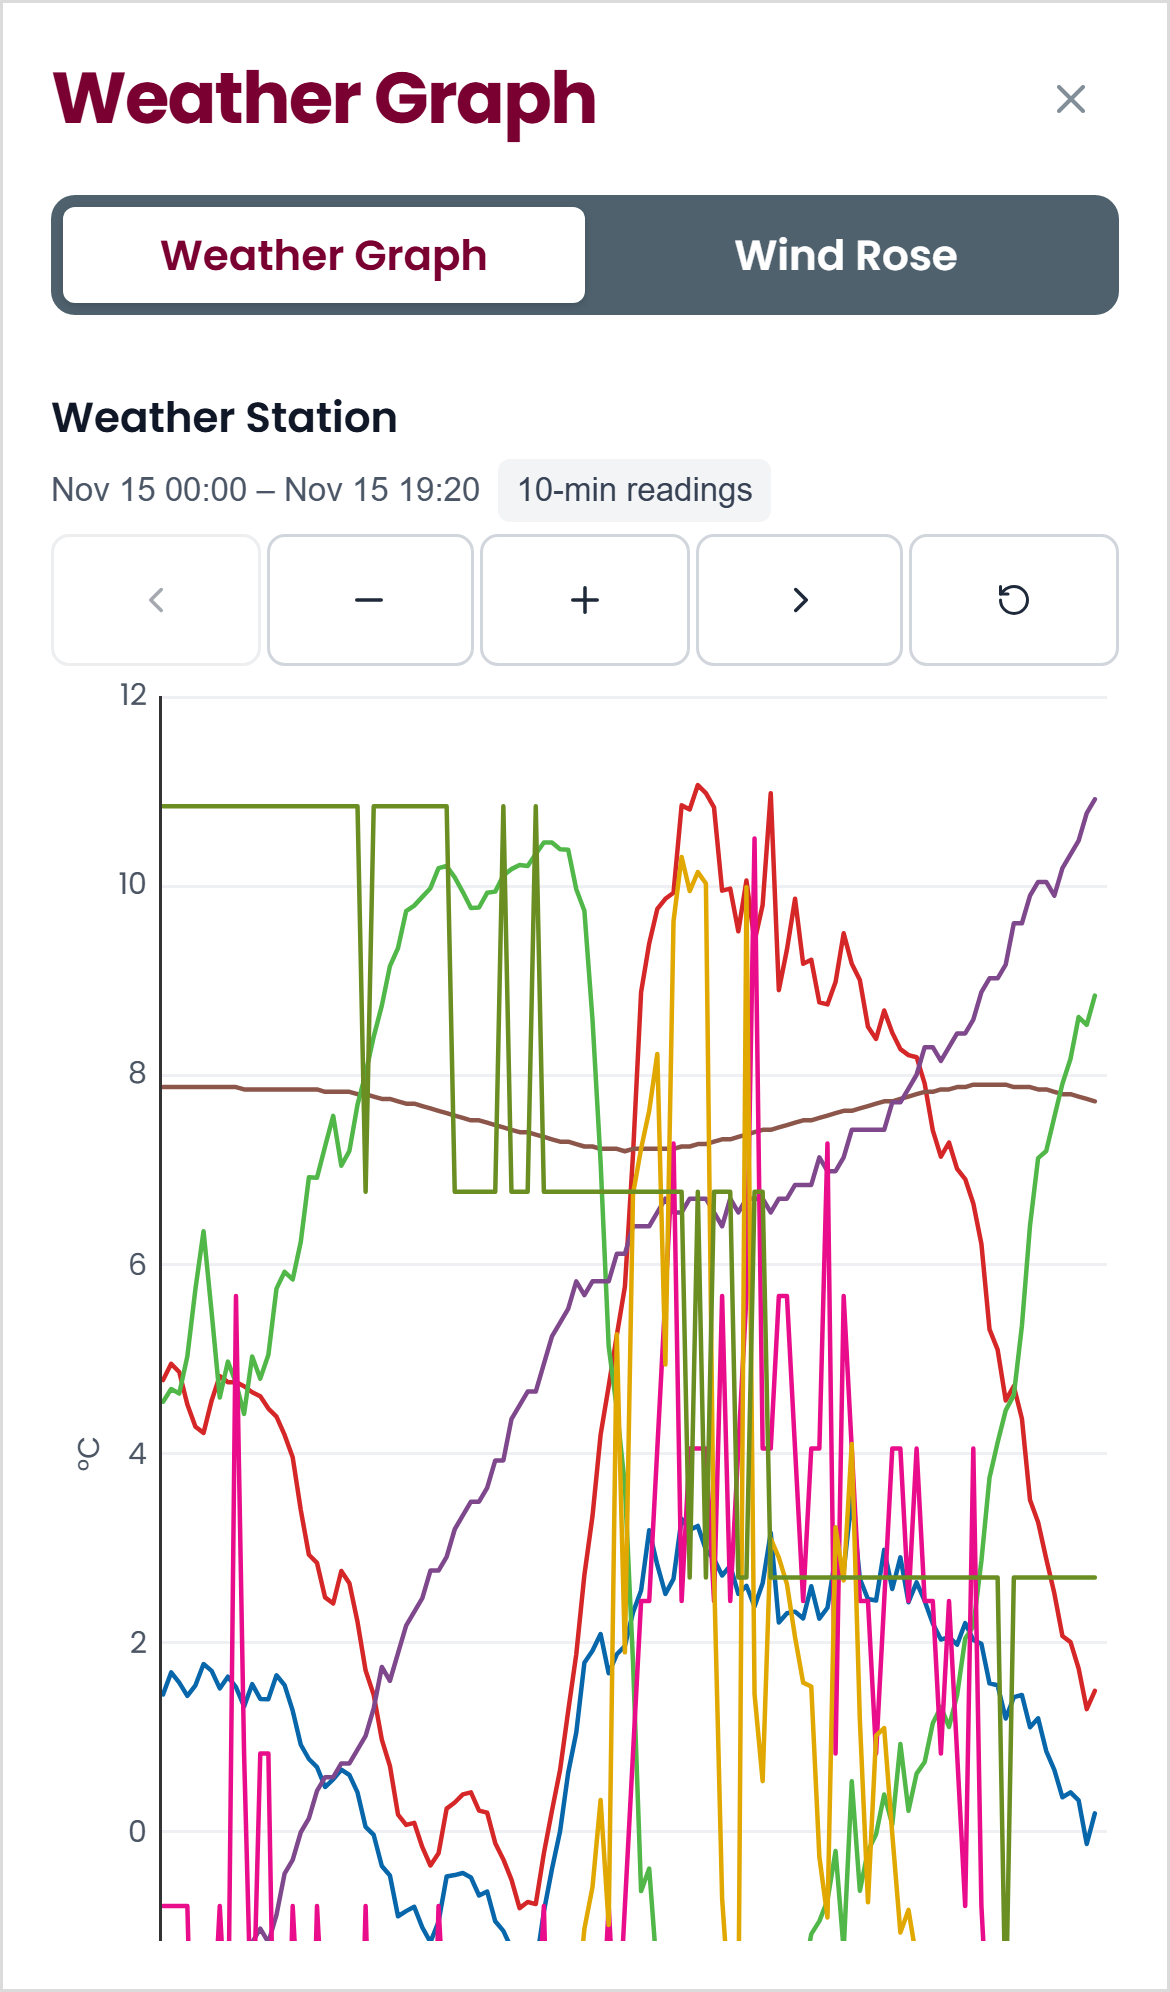 Weather Graph
Weather Graph
Wind Rose
Weather Station
Nov 15 00:00 – Nov 15 19:20
10-min readings
12
10
8
6
°C
4
2
0